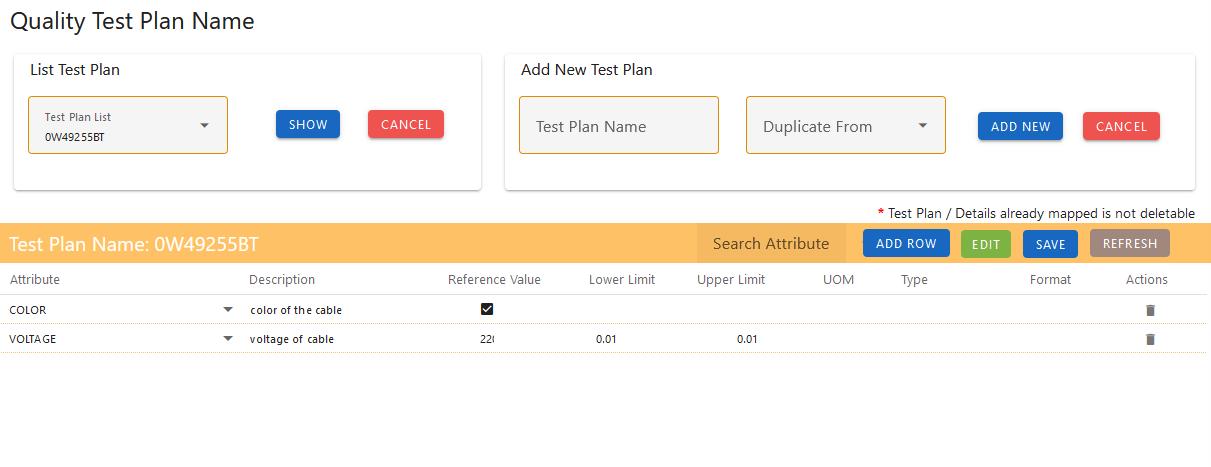 Quality Test Plan Name
List Test Plan
Test Plan List
0W49255BT
SHOW
CANCEL
Add New Test Plan
Test Plan Name
Duplicate From
ADD NEW
CANCEL
* Test Plan / Details already mapped is not deletable
Test Plan Name: 0W49255BT
Search Attribute
ADD ROW
EDIT
SAVE
REFRESH
Attribute Description Reference Value Lower Limit Upper Limit UOM Type Format Actions
COLOR color of the cable
VOLTAGE voltage of cable 220 0.01 0.01